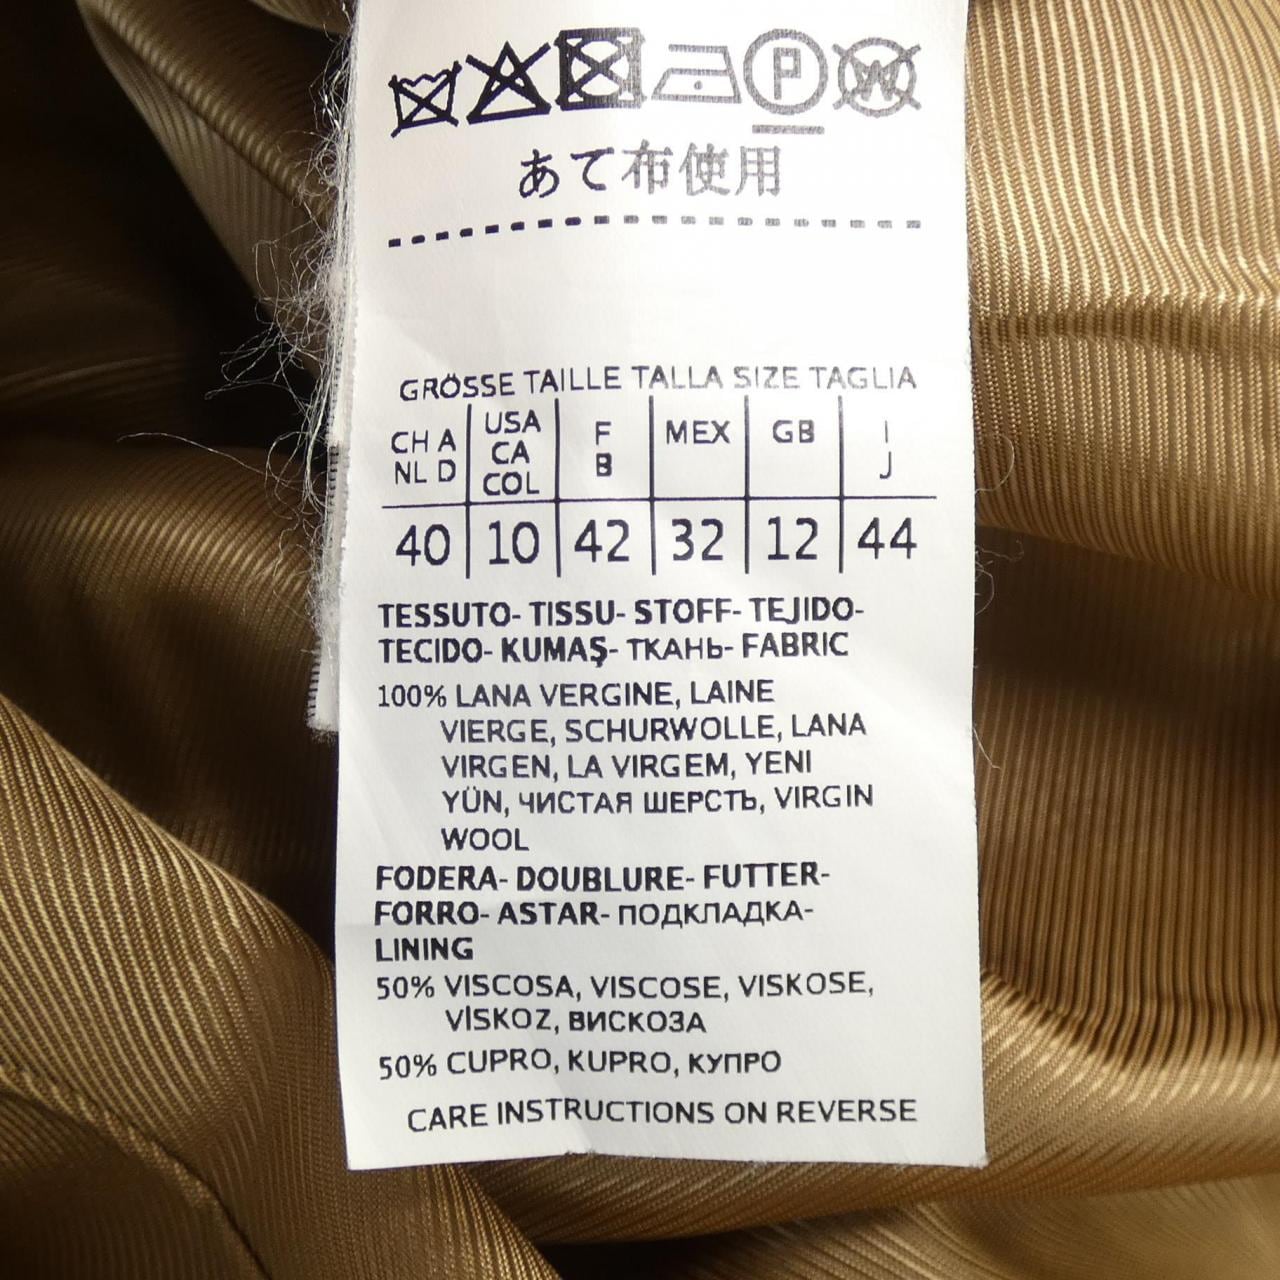 P W
あて布使用
GRÖSSE TAILLE TALLA SIZE TAGLIA
CH A NL D USA CA COL F B MEX GB I J
40 10 42 32 12 44
TESSUTO- TISSU- STOFF- TEJIDO-
TECIDO- KUMAŞ- ТКАНЬ- FABRIC
100% LANA VERGINE, LAINE
VIERGE, SCHURWOLLE, LANA
VIRGEN, LA VIRGEM, YENI
YÜN, ЧИСТАЯ ШЕРСТЬ, VIRGIN
WOOL
FODERA- DOUBLURE- FUTTER-
FORRO- ASTAR- ПОДКЛАДКА-
LINING
50% VISCOSA, VISCOSE, VISKOSE,
VİSKOZ, ВИСКОЗА
50% CUPRO, KUPRO, КУПРО
CARE INSTRUCTIONS ON REVERSE